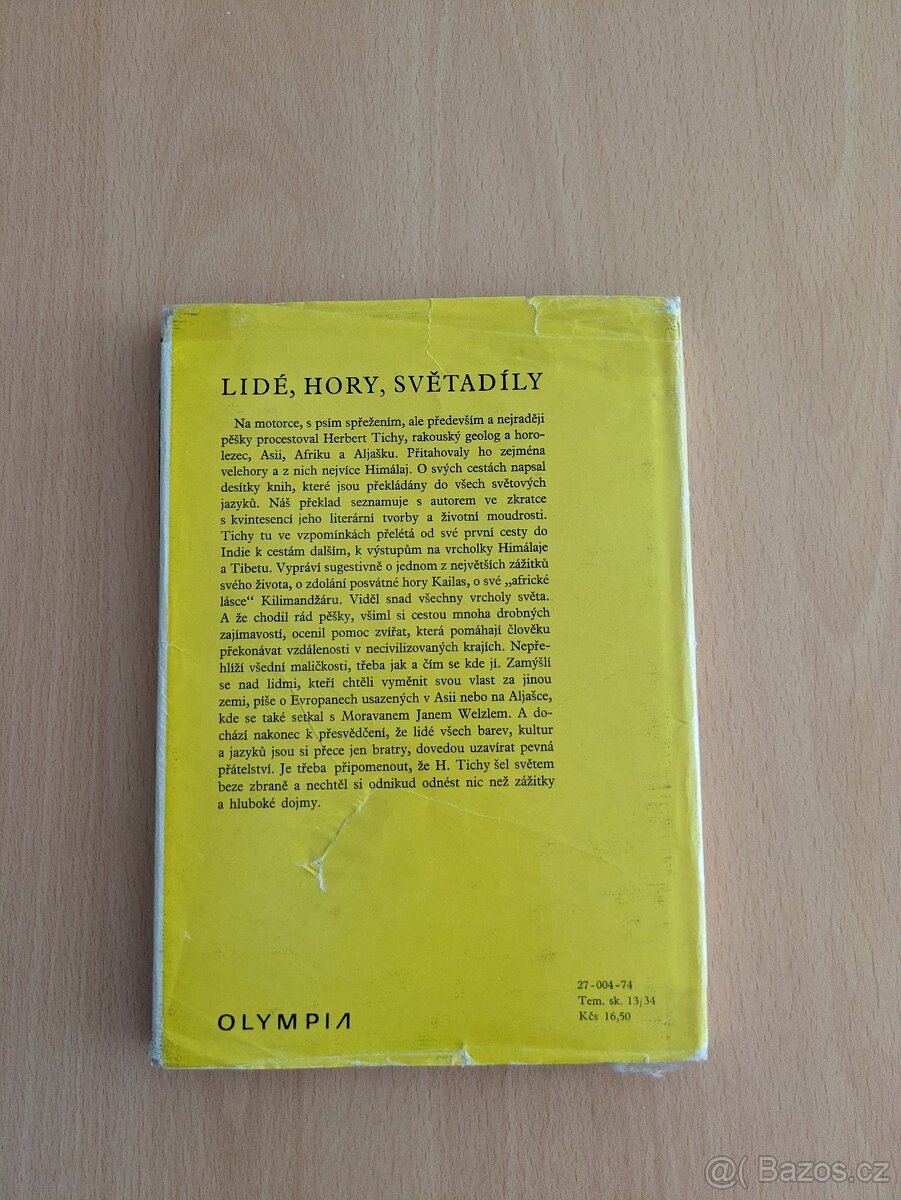 LIDÉ, HORY, SVĚTADÍLY
Na motorce, s psím spřežením, ale především a nejraději
pěšky procestoval Herbert Tichy, rakouský geolog a horo-
lezec, Asii, Afriku a Aljašku. Přitahovaly ho zejména
velehory a z nich nejvíce Himálaj. O svých cestách napsal
desítky knih, které jsou překládány do všech světových
jazyků. Náš překlad seznamuje s autorem ve zkratce
s kvintesencí jeho literární tvorby a životní moudrosti.
Tichy tu ve vzpomínkách přelétá od své první cesty do
Indie k cestám dalším, k výstupům na vrcholky Himálaje
a Tibetu. Vypráví sugestivně o jednom z největších zážitků
svého života, o zdolání posvátné hory Kailas, o své „africké
lásce“ Kilimandžáru. Viděl snad všechny vrcholy světa.
A že chodil rád pěšky, všiml si cestou mnoha drobných
zajímavostí, ocenil pomoc zvířat, která pomáhají člověku
překonávat vzdálenosti v necivilizovaných krajích. Nepře-
hlíží všední maličkosti, třeba jak a čím se kde jí. Zamýšlí
se nad lidmi, kteří chtěli vyměnit svou vlast za jinou
zemi, píše o Evropanech usazených v Asii nebo na Aljašce,
kde se také setkal s Moravanem Janem Welzlem. A do-
chází nakonec k přesvědčení, že lidé všech barev, kultur
a jazyků jsou si přece jen bratry, dovedou uzavírat pevná
přátelství. Je třeba připomenout, že H. Tichy šel světem
beze zbraně a nechtěl si odnikud odnést nic než zážitky
a hluboké dojmy.
27-004-74
Tem. sk. 13/34
Kčs 16,50
OLYMPIA
@( Bazos.cz